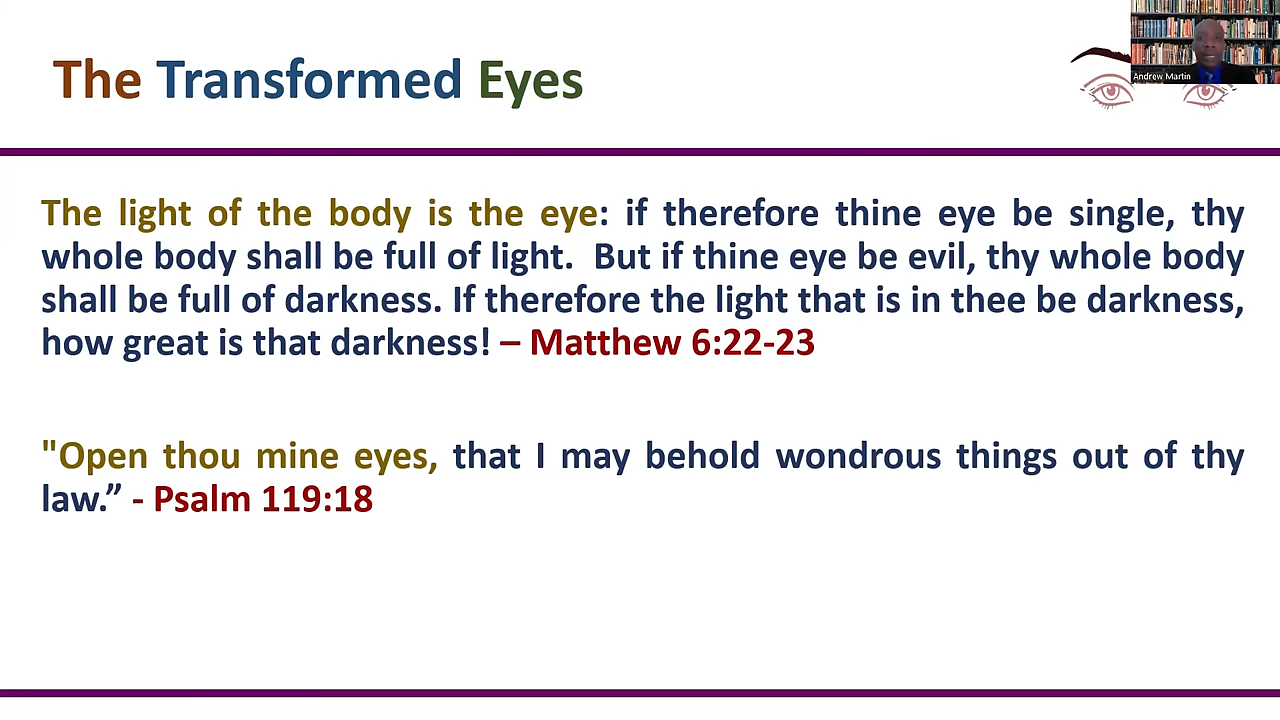 The Transformed Eyes
Andrew Martin
The light of the body is the eye: if therefore thine eye be single, thy
whole body shall be full of light.  But if thine eye be evil, thy whole body
shall be full of darkness. If therefore the light that is in thee be darkness,
how great is that darkness! – Matthew 6:22-23
"Open thou mine eyes, that I may behold wondrous things out of thy
law.” - Psalm 119:18